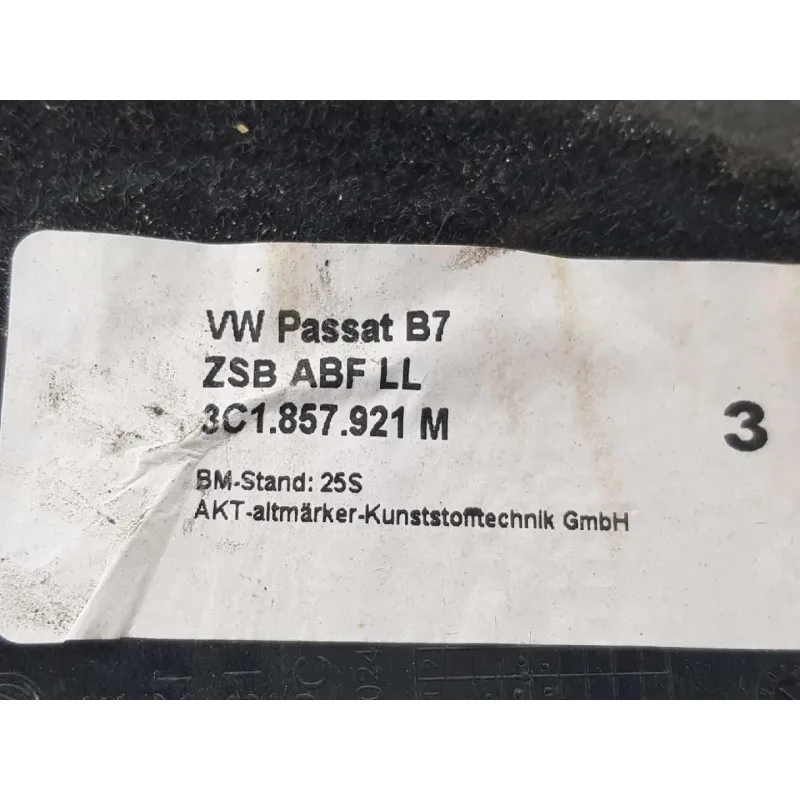 VW Passat B7
ZSB ABF LL
3C1.857.921 M
3
BM-Stand: 25S
AKT-altmärker-Kunststofftechnik GmbH